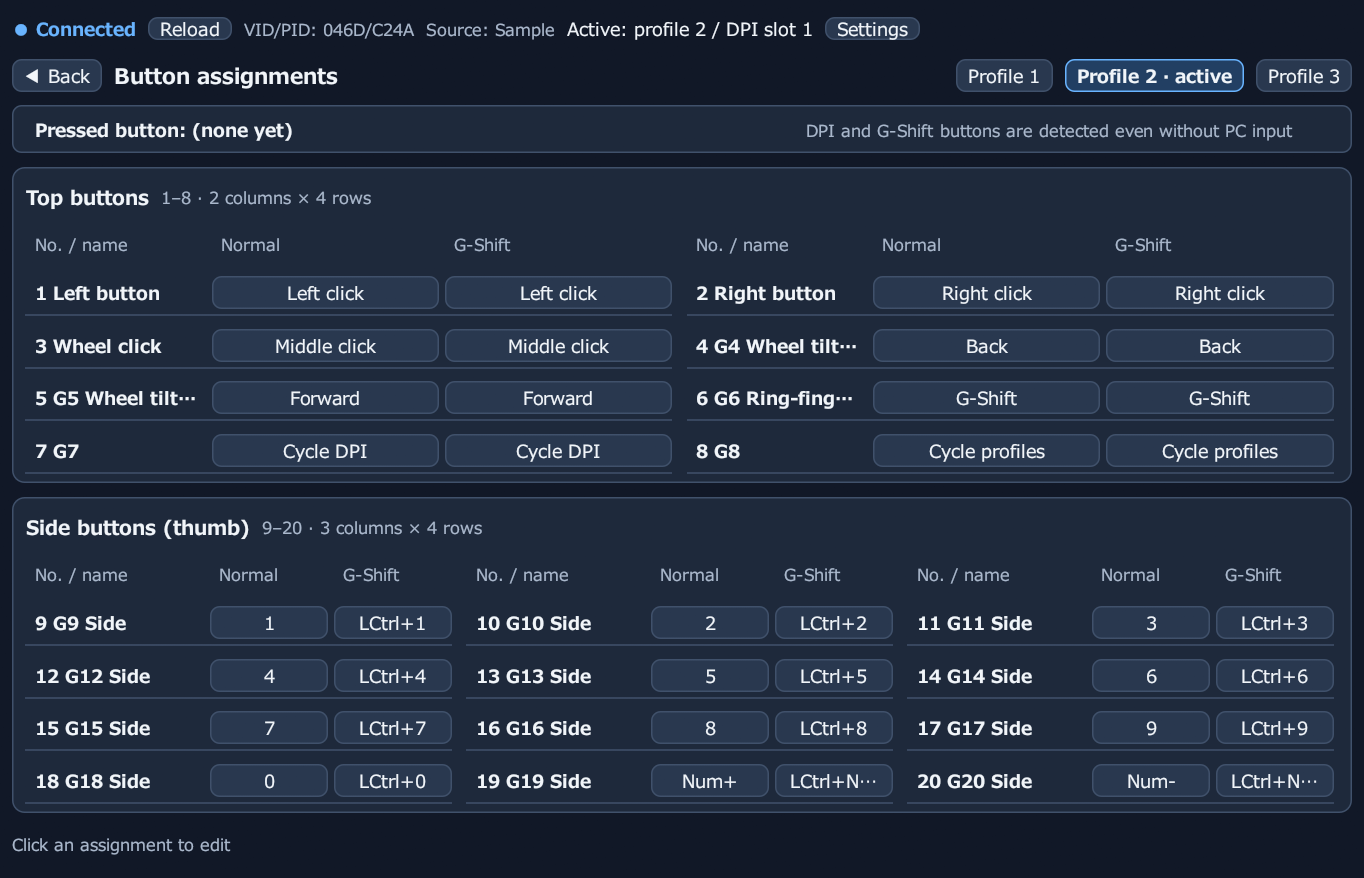 Connected Reload VID/PID: 046D/C24A Source: Sample Active: profile 2 / DPI slot 1 Settings
◀ Back Button assignments Profile 1 Profile 2 · active Profile 3
Pressed button: (none yet) DPI and G-Shift buttons are detected even without PC input
Top buttons 1–8 · 2 columns × 4 rows
No. / name Normal G-Shift No. / name Normal G-Shift
1 Left button Left click Left click 2 Right button Right click Right click
3 Wheel click Middle click Middle click 4 G4 Wheel tilt··· Back Back
5 G5 Wheel tilt··· Forward Forward 6 G6 Ring-fing··· G-Shift G-Shift
7 G7 Cycle DPI Cycle DPI 8 G8 Cycle profiles Cycle profiles
Side buttons (thumb) 9–20 · 3 columns × 4 rows
No. / name Normal G-Shift No. / name Normal G-Shift No. / name Normal G-Shift
9 G9 Side 1 LCtrl+1 10 G10 Side 2 LCtrl+2 11 G11 Side 3 LCtrl+3
12 G12 Side 4 LCtrl+4 13 G13 Side 5 LCtrl+5 14 G14 Side 6 LCtrl+6
15 G15 Side 7 LCtrl+7 16 G16 Side 8 LCtrl+8 17 G17 Side 9 LCtrl+9
18 G18 Side 0 LCtrl+0 19 G19 Side Num+ LCtrl+N··· 20 G20 Side Num- LCtrl+N···
Click an assignment to edit